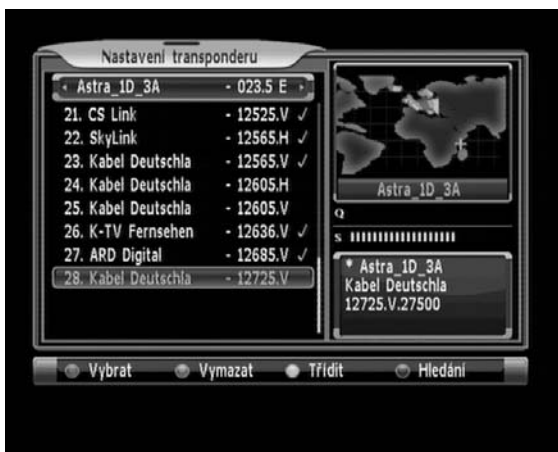 Nastavení transponderu
Astra_1D_3A - 023.5 E
21. CS Link - 12525.V ✓
22. SkyLink - 12565.H ✓
23. Kabel Deutschla - 12565.V ✓
24. Kabel Deutschla - 12605.H
25. Kabel Deutschla - 12605.V
26. K-TV Fernsehen - 12636.V ✓
27. ARD Digital - 12685.V ✓
28. Kabel Deutschla - 12725.V
Astra_1D_3A
Q
S
* Astra_1D_3A
Kabel Deutschla
12725.V.27500
Vybrat Vymazat Třídit Hledání